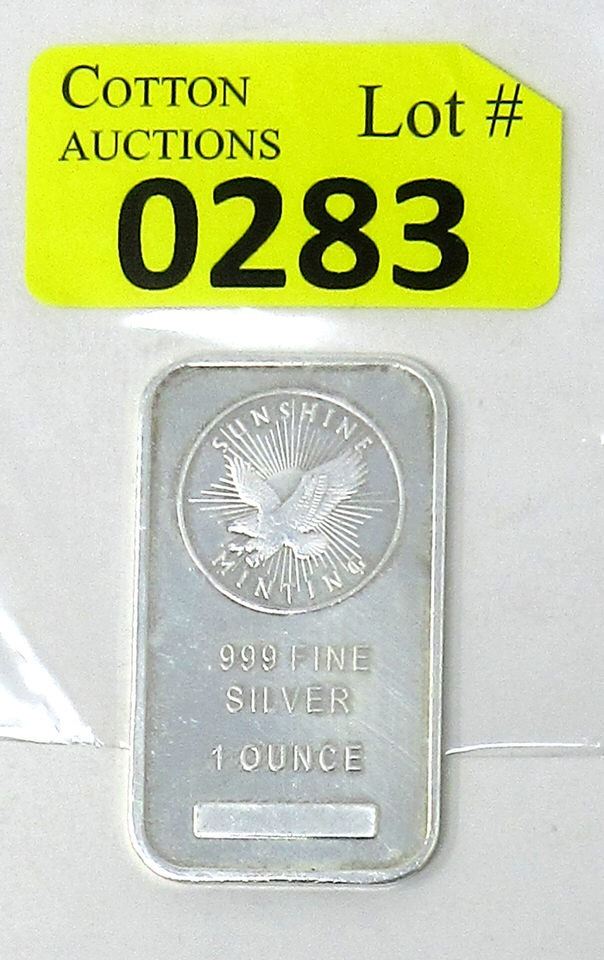 COTTON
AUCTIONS
Lot #
0283
SUNSHINE
MINTING
.999 FINE
SILVER
1 OUNCE